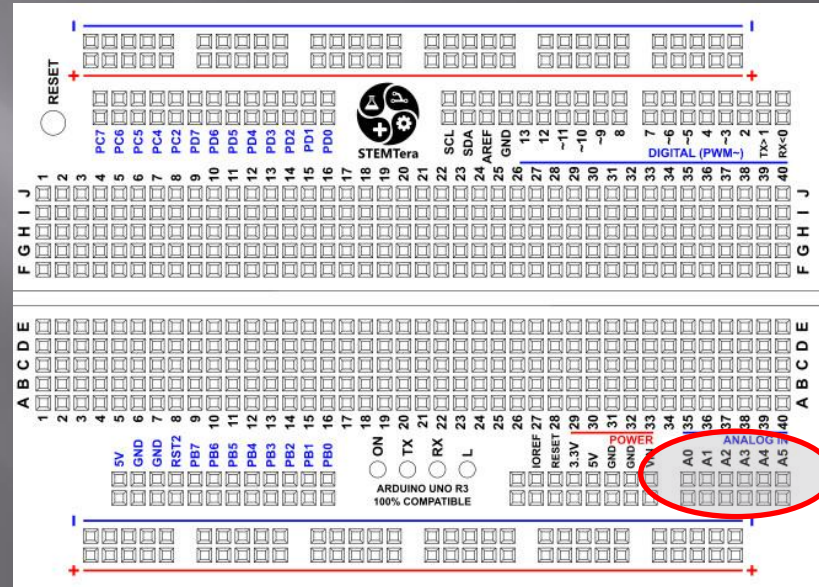 - -
+ +
RESET
PC7 PC6 PC5 PC4 PC2 PD7 PD6 PD5 PD4 PD3 PD2 PD1 PD0
STEMTera
SCL SDA AREF GND 13 12 ~11 ~10 ~9 8 7 ~6 ~5 4 ~3 2 TX>1 RX<0
DIGITAL (PWM~)
1 2 3 4 5 6 7 8 9 10 11 12 13 14 15 16 17 18 19 20 21 22 23 24 25 26 27 28 29 30 31 32 33 34 35 36 37 38 39 40
J J
I I
H H
G G
F F
E E
D D
C C
B B
A A
1 2 3 4 5 6 7 8 9 10 11 12 13 14 15 16 17 18 19 20 21 22 23 24 25 26 27 28 29 30 31 32 33 34 35 36 37 38 39 40
POWER ANALOG IN
5V GND GND RST2 PB7 PB6 PB5 PB4 PB3 PB2 PB1 PB0 ON TX RX L IOREF RESET 3.3V 5V GND GND VIN A0 A1 A2 A3 A4 A5
ARDUINO UNO R3
100% COMPATIBLE
- -
+ +